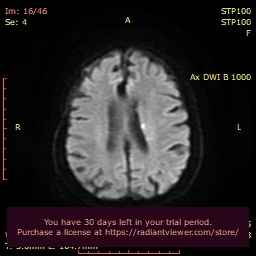 Im: 16/46
Se: 4
A
STP100
STP100
F
Ax DWI B 1000
R
L
You have 30 days left in your trial period.
Purchase a license at https://radiantviewer.com/store/